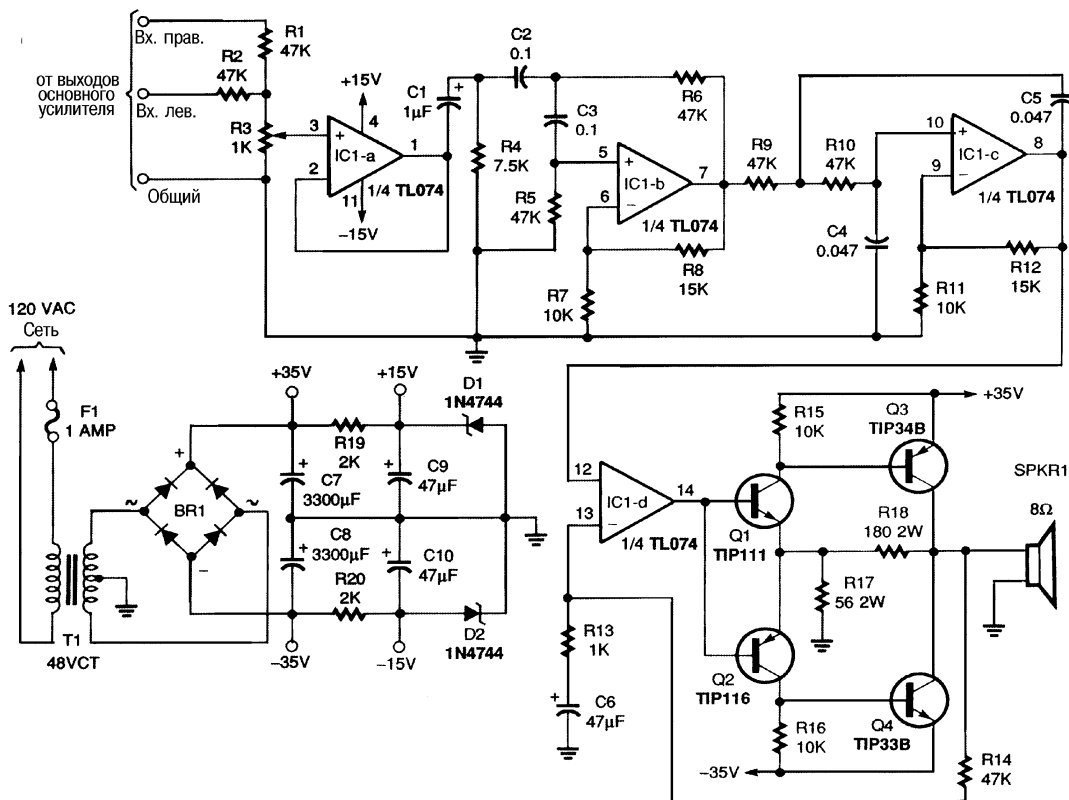 Вх. прав.
R1
47K
R2
47K
от выходов
основного
усилителя
Вх. лев.
R3
1K
Общий
+15V
4
3
+
IC1-a
1
2
1/4 TL074
11
−15V
C1
1µF
+
R4
7.5K
C2
0.1
C3
0.1
R5
47K
R6
47K
5
+
IC1-b
7
6
−
1/4 TL074
R7
10K
R8
15K
R9
47K
R10
47K
C4
0.047
C5
0.047
10
+
IC1-c
8
9
−
1/4 TL074
R11
10K
R12
15K
120 VAC
Сеть
F1
1 AMP
T1
48VCT
+
~
BR1
~
−
+35V
+15V
D1
1N4744
R19
2K
+
C7
3300µF
+
C9
47µF
+
C8
3300µF
+
C10
47µF
R20
2K
D2
1N4744
−35V
−15V
12
IC1-d
14
13
−
1/4 TL074
R13
1K
+
C6
47µF
R15
10K
Q3
TIP34B
+35V
Q1
TIP111
R18
180 2W
R17
56 2W
SPKR1
8Ω
Q2
TIP116
R16
10K
Q4
TIP33B
−35V
R14
47K